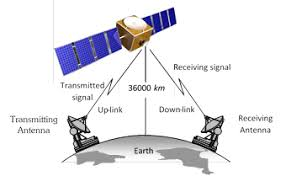 Receiving signal
Transmitted
signal
36000 km
Up-link
Down-link
Transmitting
Antenna
Receiving
Antenna
Earth